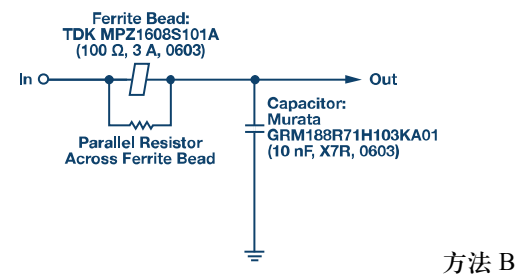 Ferrite Bead:
TDK MPZ1608S101A
(100 Ω, 3 A, 0603)
In
Out
Capacitor:
Murata
GRM188R71H103KA01
(10 nF, X7R, 0603)
Parallel Resistor
Across Ferrite Bead
方法 B